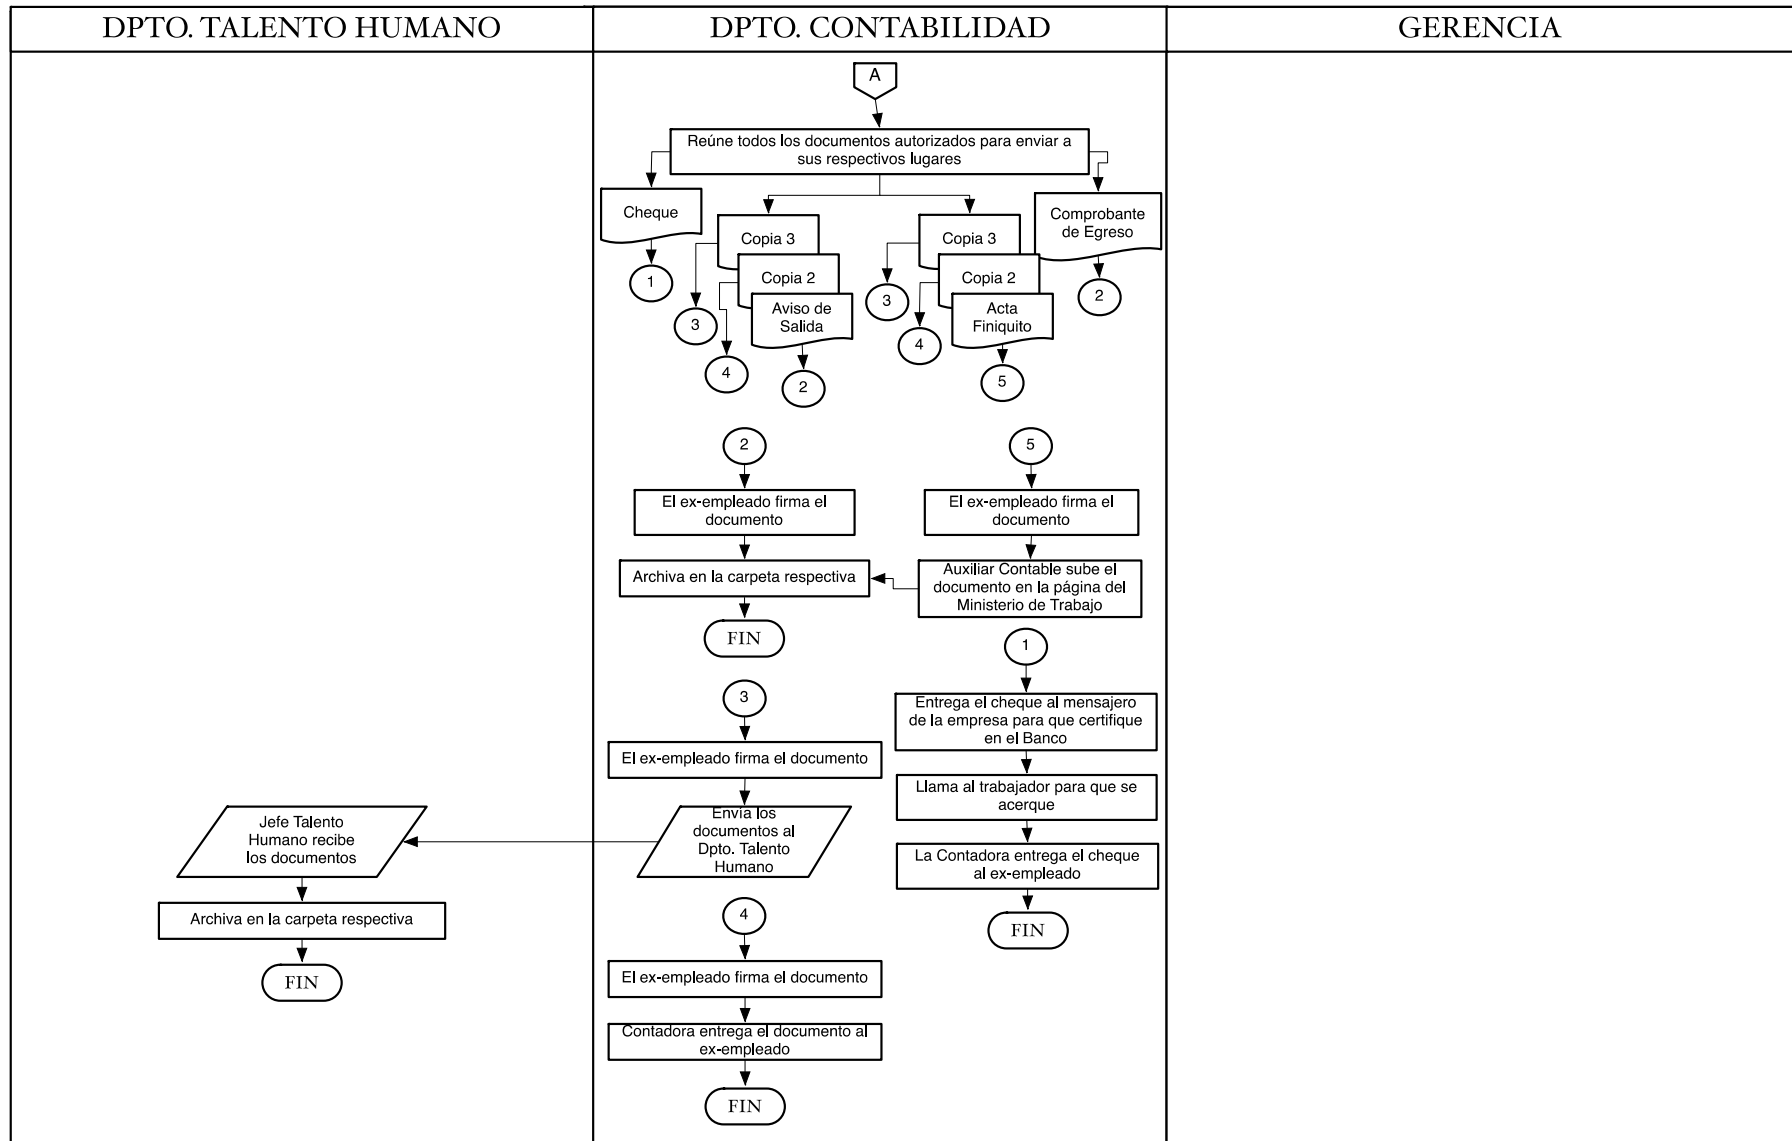 DPTO. TALENTO HUMANO
DPTO. CONTABILIDAD
GERENCIA
A
Reúne todos los documentos autorizados para enviar a
sus respectivos lugares
Cheque
1
Copia 3
Copia 2
Aviso de
Salida
3
4
2
Copia 3
Copia 2
Acta
Finiquito
3
4
5
Comprobante
de Egreso
2
2
El ex-empleado firma el
documento
Archiva en la carpeta respectiva
FIN
5
El ex-empleado firma el
documento
Auxiliar Contable sube el
documento en la página del
Ministerio de Trabajo
1
Entrega el cheque al mensajero
de la empresa para que certifique
en el Banco
Llama al trabajador para que se
acerque
La Contadora entrega el cheque
al ex-empleado
FIN
3
El ex-empleado firma el documento
Envía los
documentos al
Dpto. Talento
Humano
Jefe Talento
Humano recibe
los documentos
Archiva en la carpeta respectiva
FIN
4
El ex-empleado firma el documento
Contadora entrega el documento al
ex-empleado
FIN